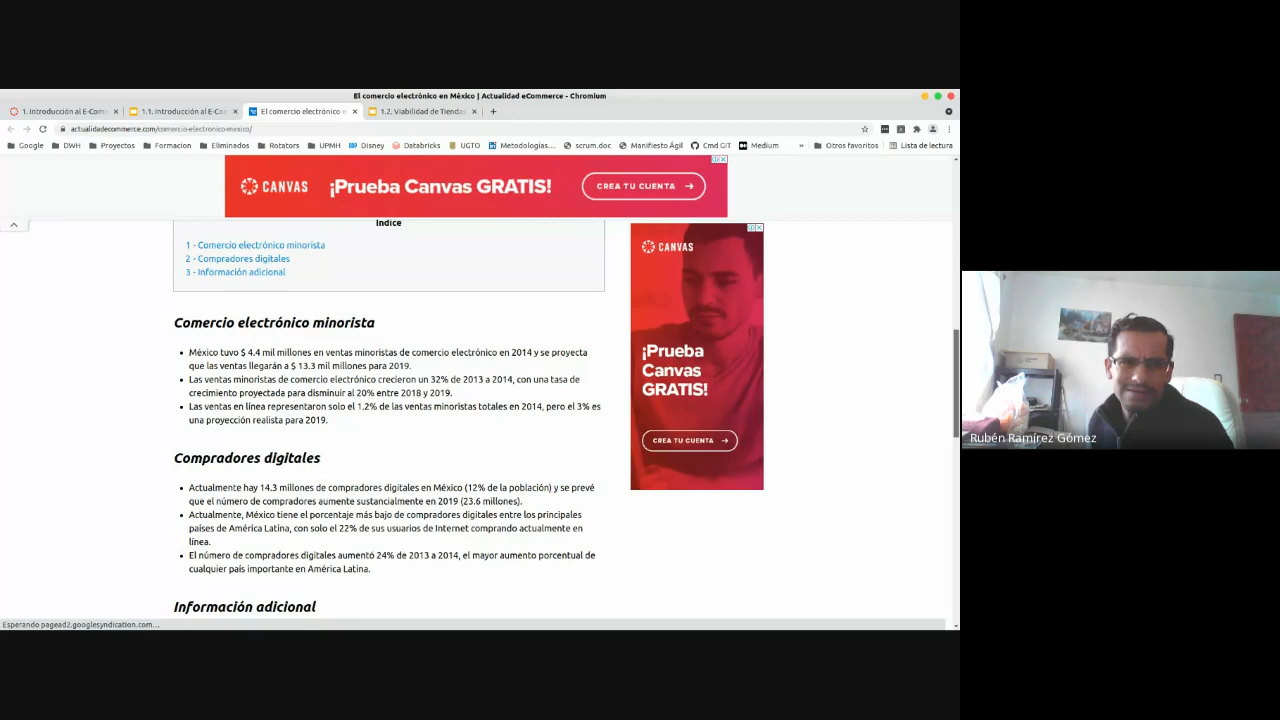 El comercio electrónico en México | Actualidad eCommerce - Chromium
1. Introducción al E-Com
1.1. Introducción al E-Co
El comercio electrónico e
1.2. Viabilidad de Tienda
actualidadecommerce.com/comercio-electronico-mexico/
Google DWH Proyectos Formacion Eliminados Rotators UPMH Disney Databricks UGTO Metodologías... scrum.doc Manifiesto Ágil Cmd GIT Medium » Otros favoritos Lista de lectura
CANVAS ¡Prueba Canvas GRATIS! CREA TU CUENTA →
Indice
1 - Comercio electrónico minorista
2 - Compradores digitales
3 - Información adicional
Comercio electrónico minorista
México tuvo $ 4.4 mil millones en ventas minoristas de comercio electrónico en 2014 y se proyecta
que las ventas llegarán a $ 13.3 mil millones para 2019.
Las ventas minoristas de comercio electrónico crecieron un 32% de 2013 a 2014, con una tasa de
crecimiento proyectada para disminuir al 20% entre 2018 y 2019.
Las ventas en línea representaron solo el 1.2% de las ventas minoristas totales en 2014, pero el 3% es
una proyección realista para 2019.
Compradores digitales
Actualmente hay 14.3 millones de compradores digitales en México (12% de la población) y se prevé
que el número de compradores aumente sustancialmente en 2019 (23.6 millones).
Actualmente, México tiene el porcentaje más bajo de compradores digitales entre los principales
países de América Latina, con solo el 22% de sus usuarios de Internet comprando actualmente en
línea.
El número de compradores digitales aumentó 24% de 2013 a 2014, el mayor aumento porcentual de
cualquier país importante en América Latina.
Información adicional
CANVAS
¡Prueba
Canvas
GRATIS!
CREA TU CUENTA →
Esperando pagead2.googlesyndication.com...
Rubén Ramírez Gómez